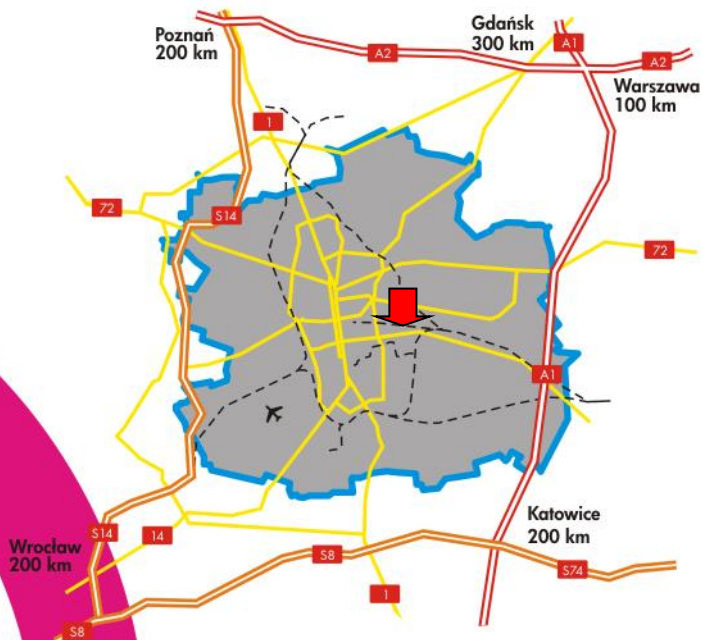 Poznań
200 km
Gdańsk
300 km
A1
A2
A2
Warszawa
100 km
1
72
S14
72
A1
S14
14
Wrocław
200 km
Katowice
200 km
S8
S74
1
S8